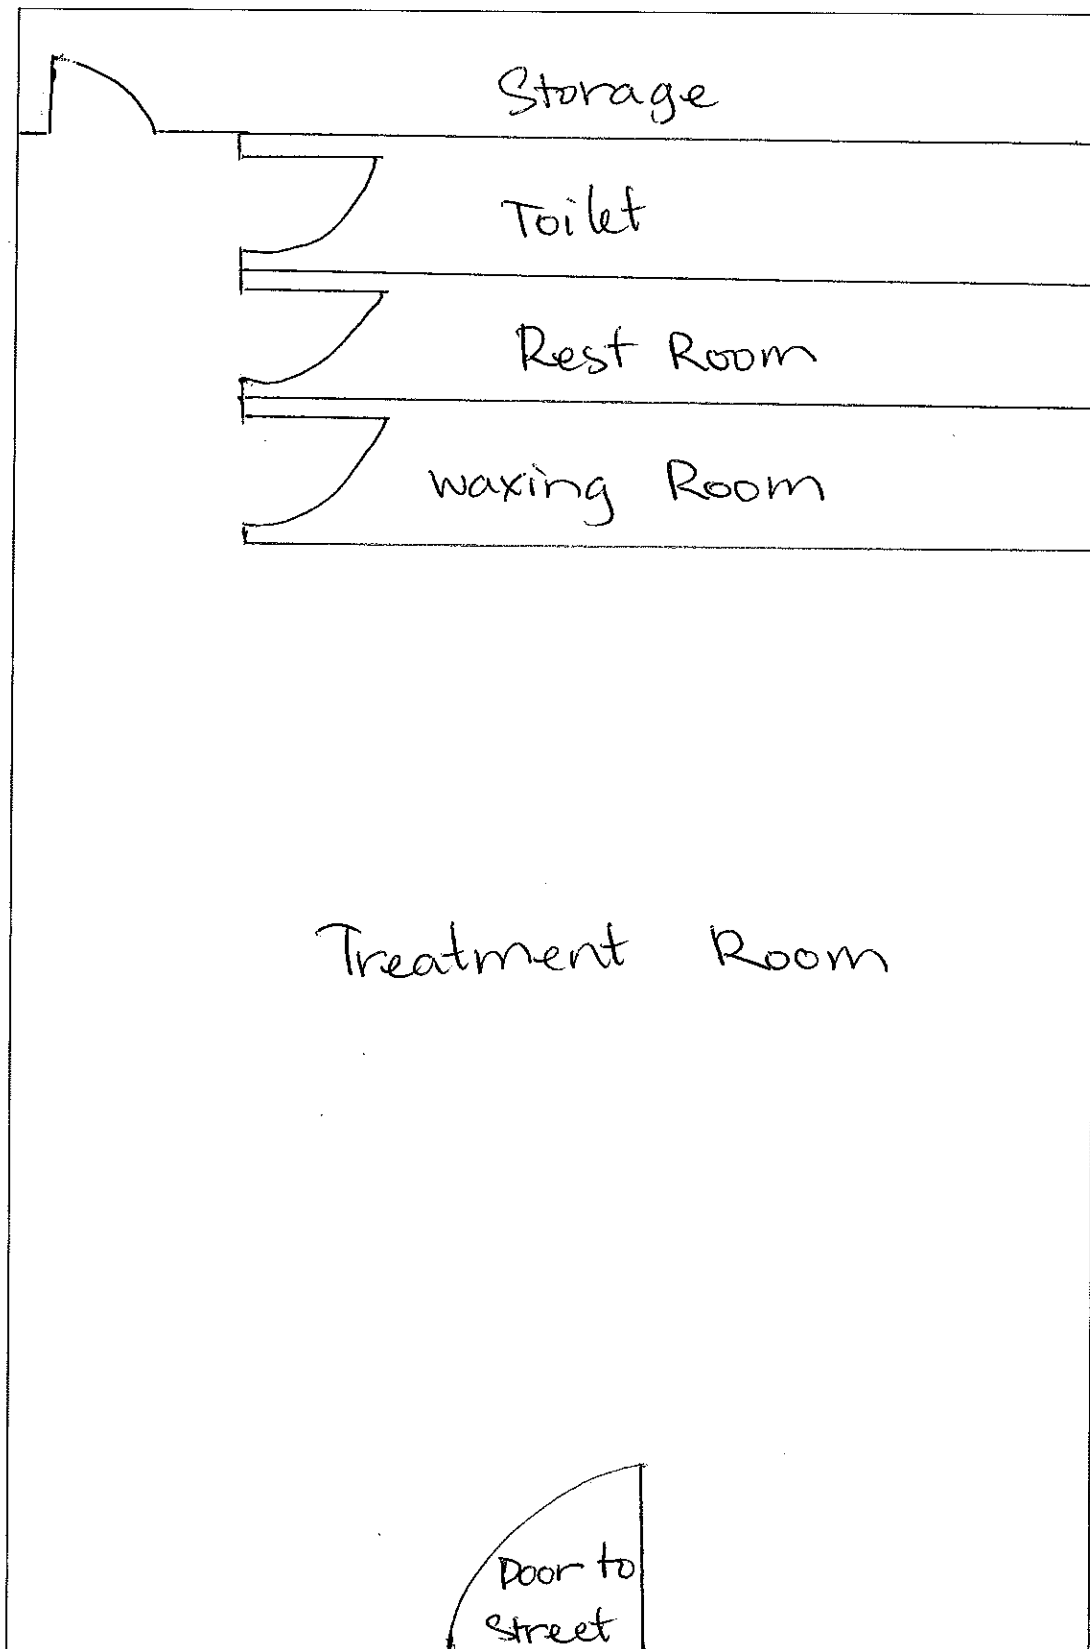 Storage
Toilet
Rest Room
waxing Room
Treatment Room
Door to
Street